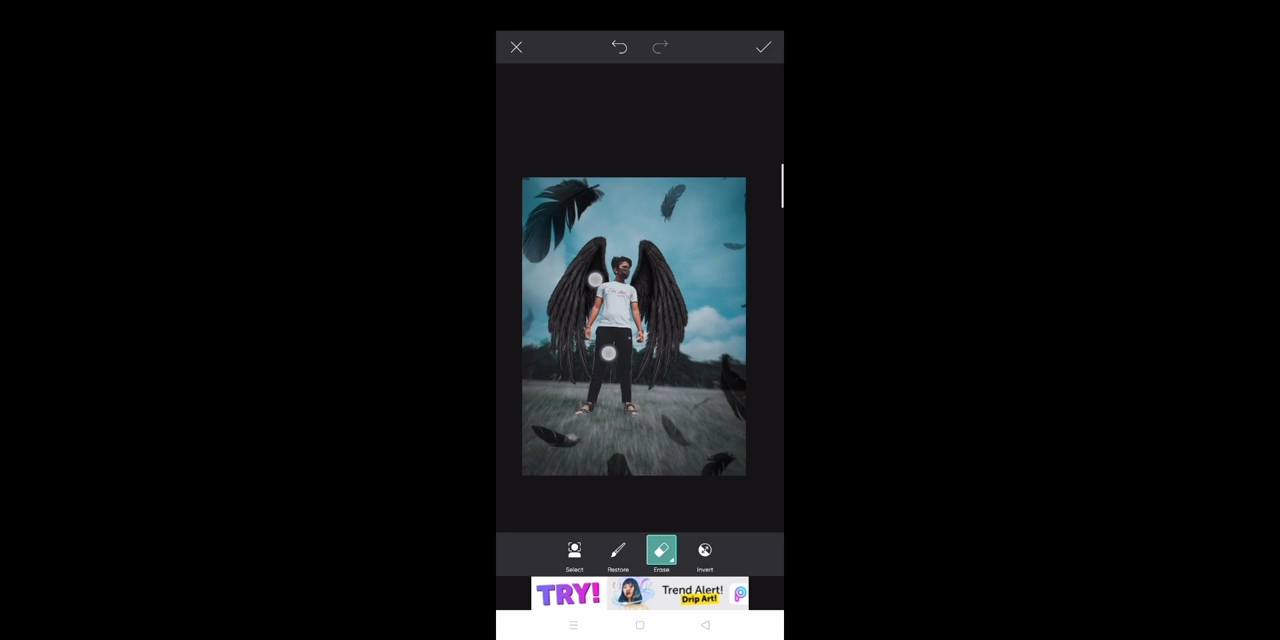 Select
Restore
Erase
Invert
TRY!
Trend Alert!
Drip Art!